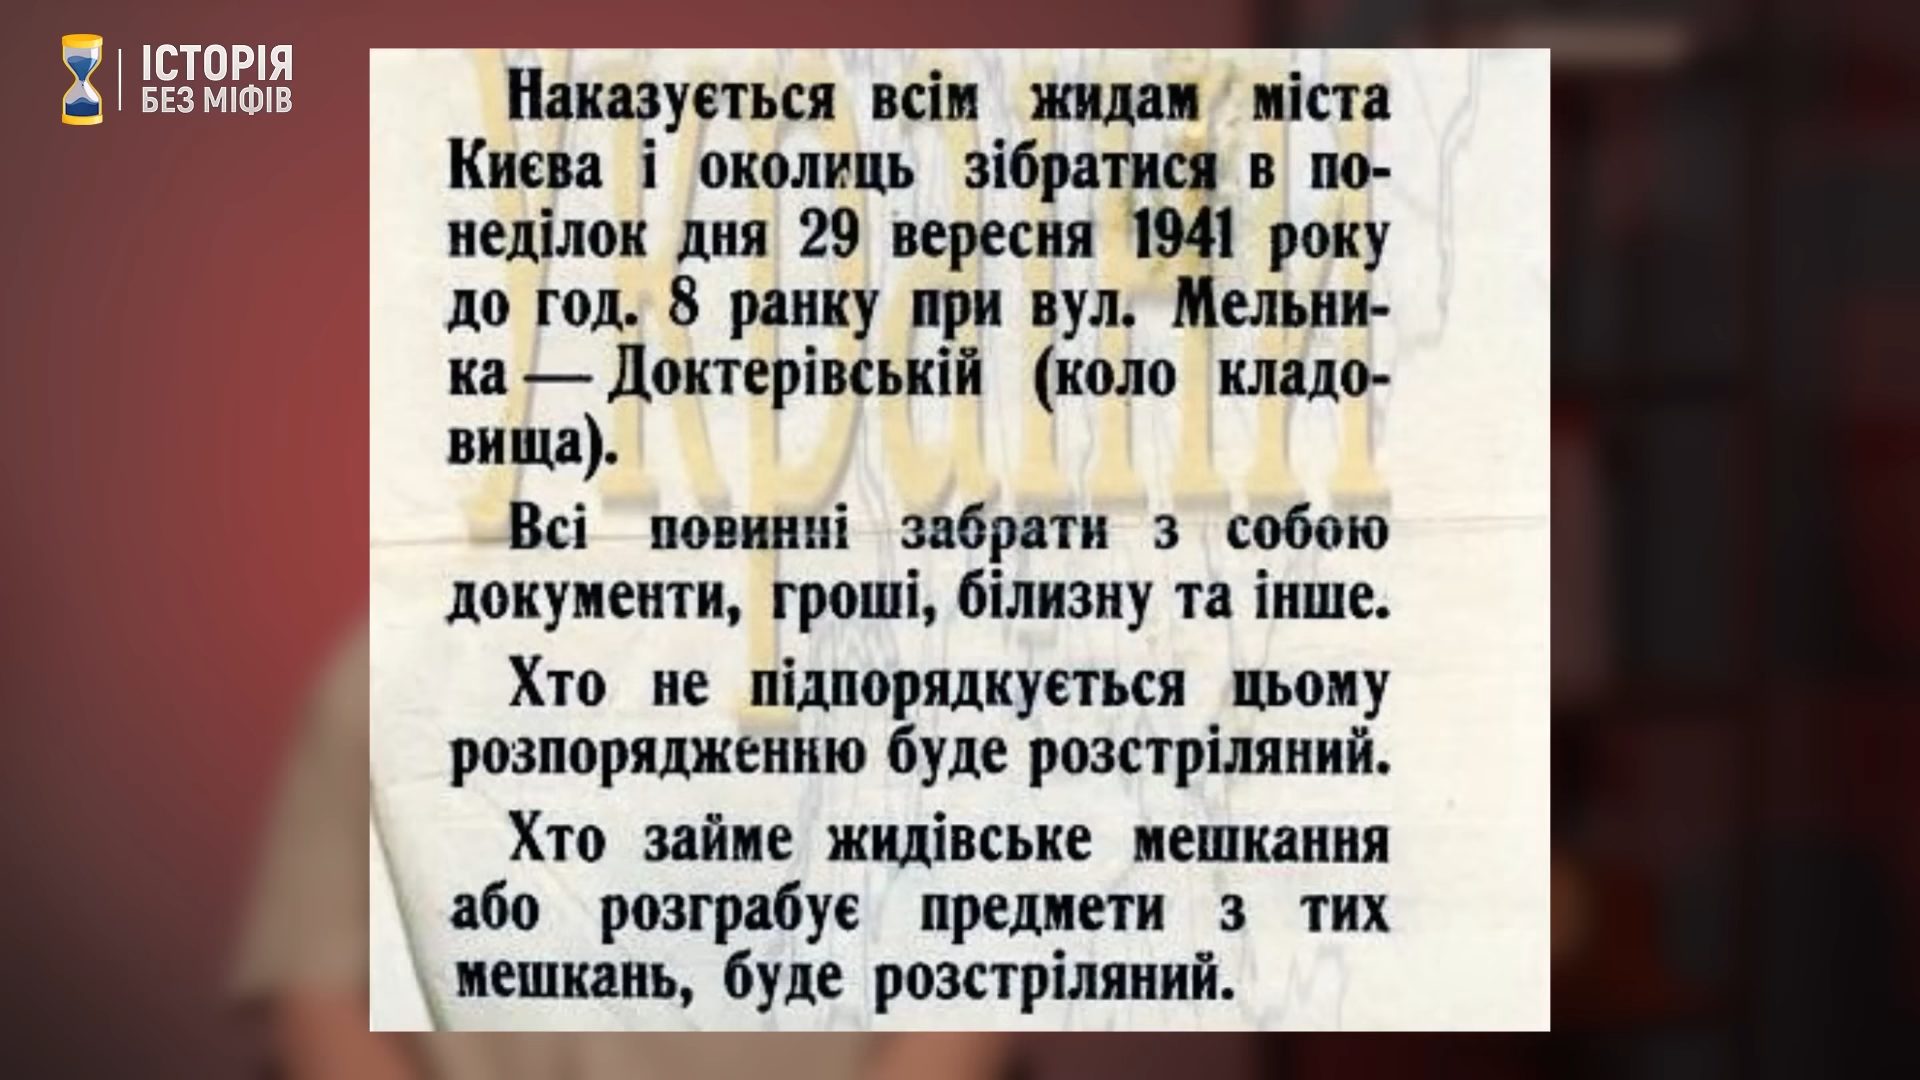 ІСТОРІЯ
БЕЗ МІФІВ
України
Наказується всім жидам міста
Києва і околиць зібратися в по-
неділок дня 29 вересня 1941 року
до год. 8 ранку при вул. Мельни-
ка — Доктерівській (коло кладо-
вища).
Всі повинні забрати з собою
документи, гроші, білизну та інше.
Хто не підпорядкується цьому
розпорядженню буде розстріляний.
Хто займе жидівське мешкання
або розграбує предмети з тих
мешкань, буде розстріляний.